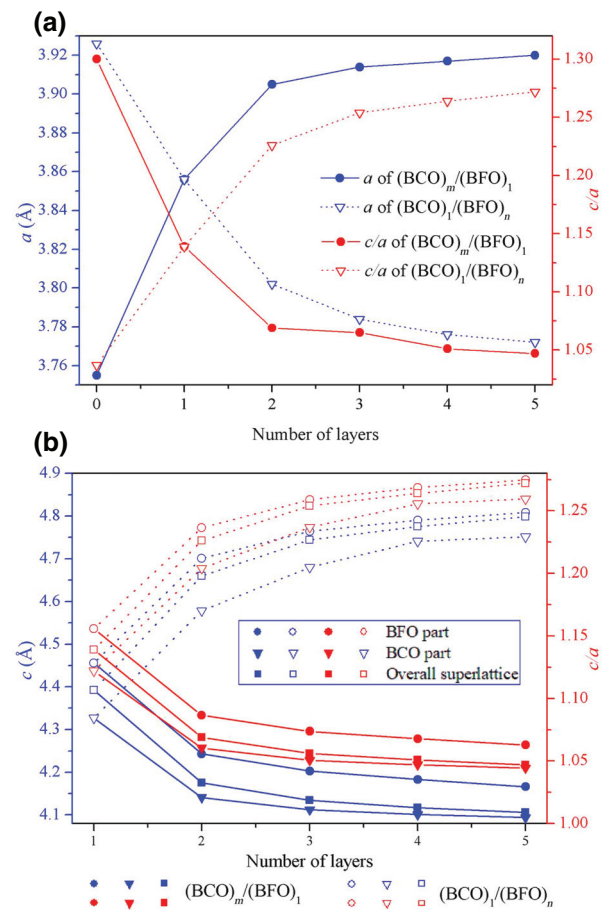 (a)
3.92
3.90
3.88
3.86
3.84
3.82
3.80
3.78
3.76
a (Å)
1.30
1.25
1.20
1.15
1.10
1.05
c/a
a of (BCO)m/(BFO)1
a of (BCO)1/(BFO)n
c/a of (BCO)m/(BFO)1
c/a of (BCO)1/(BFO)n
0 1 2 3 4 5
Number of layers
(b)
4.9
4.8
4.7
4.6
4.5
4.4
4.3
4.2
4.1
c (Å)
1.25
1.20
1.15
1.10
1.05
1.00
c/a
BFO part
BCO part
Overall superlattice
1 2 3 4 5
Number of layers
(BCO)m/(BFO)1 (BCO)1/(BFO)n